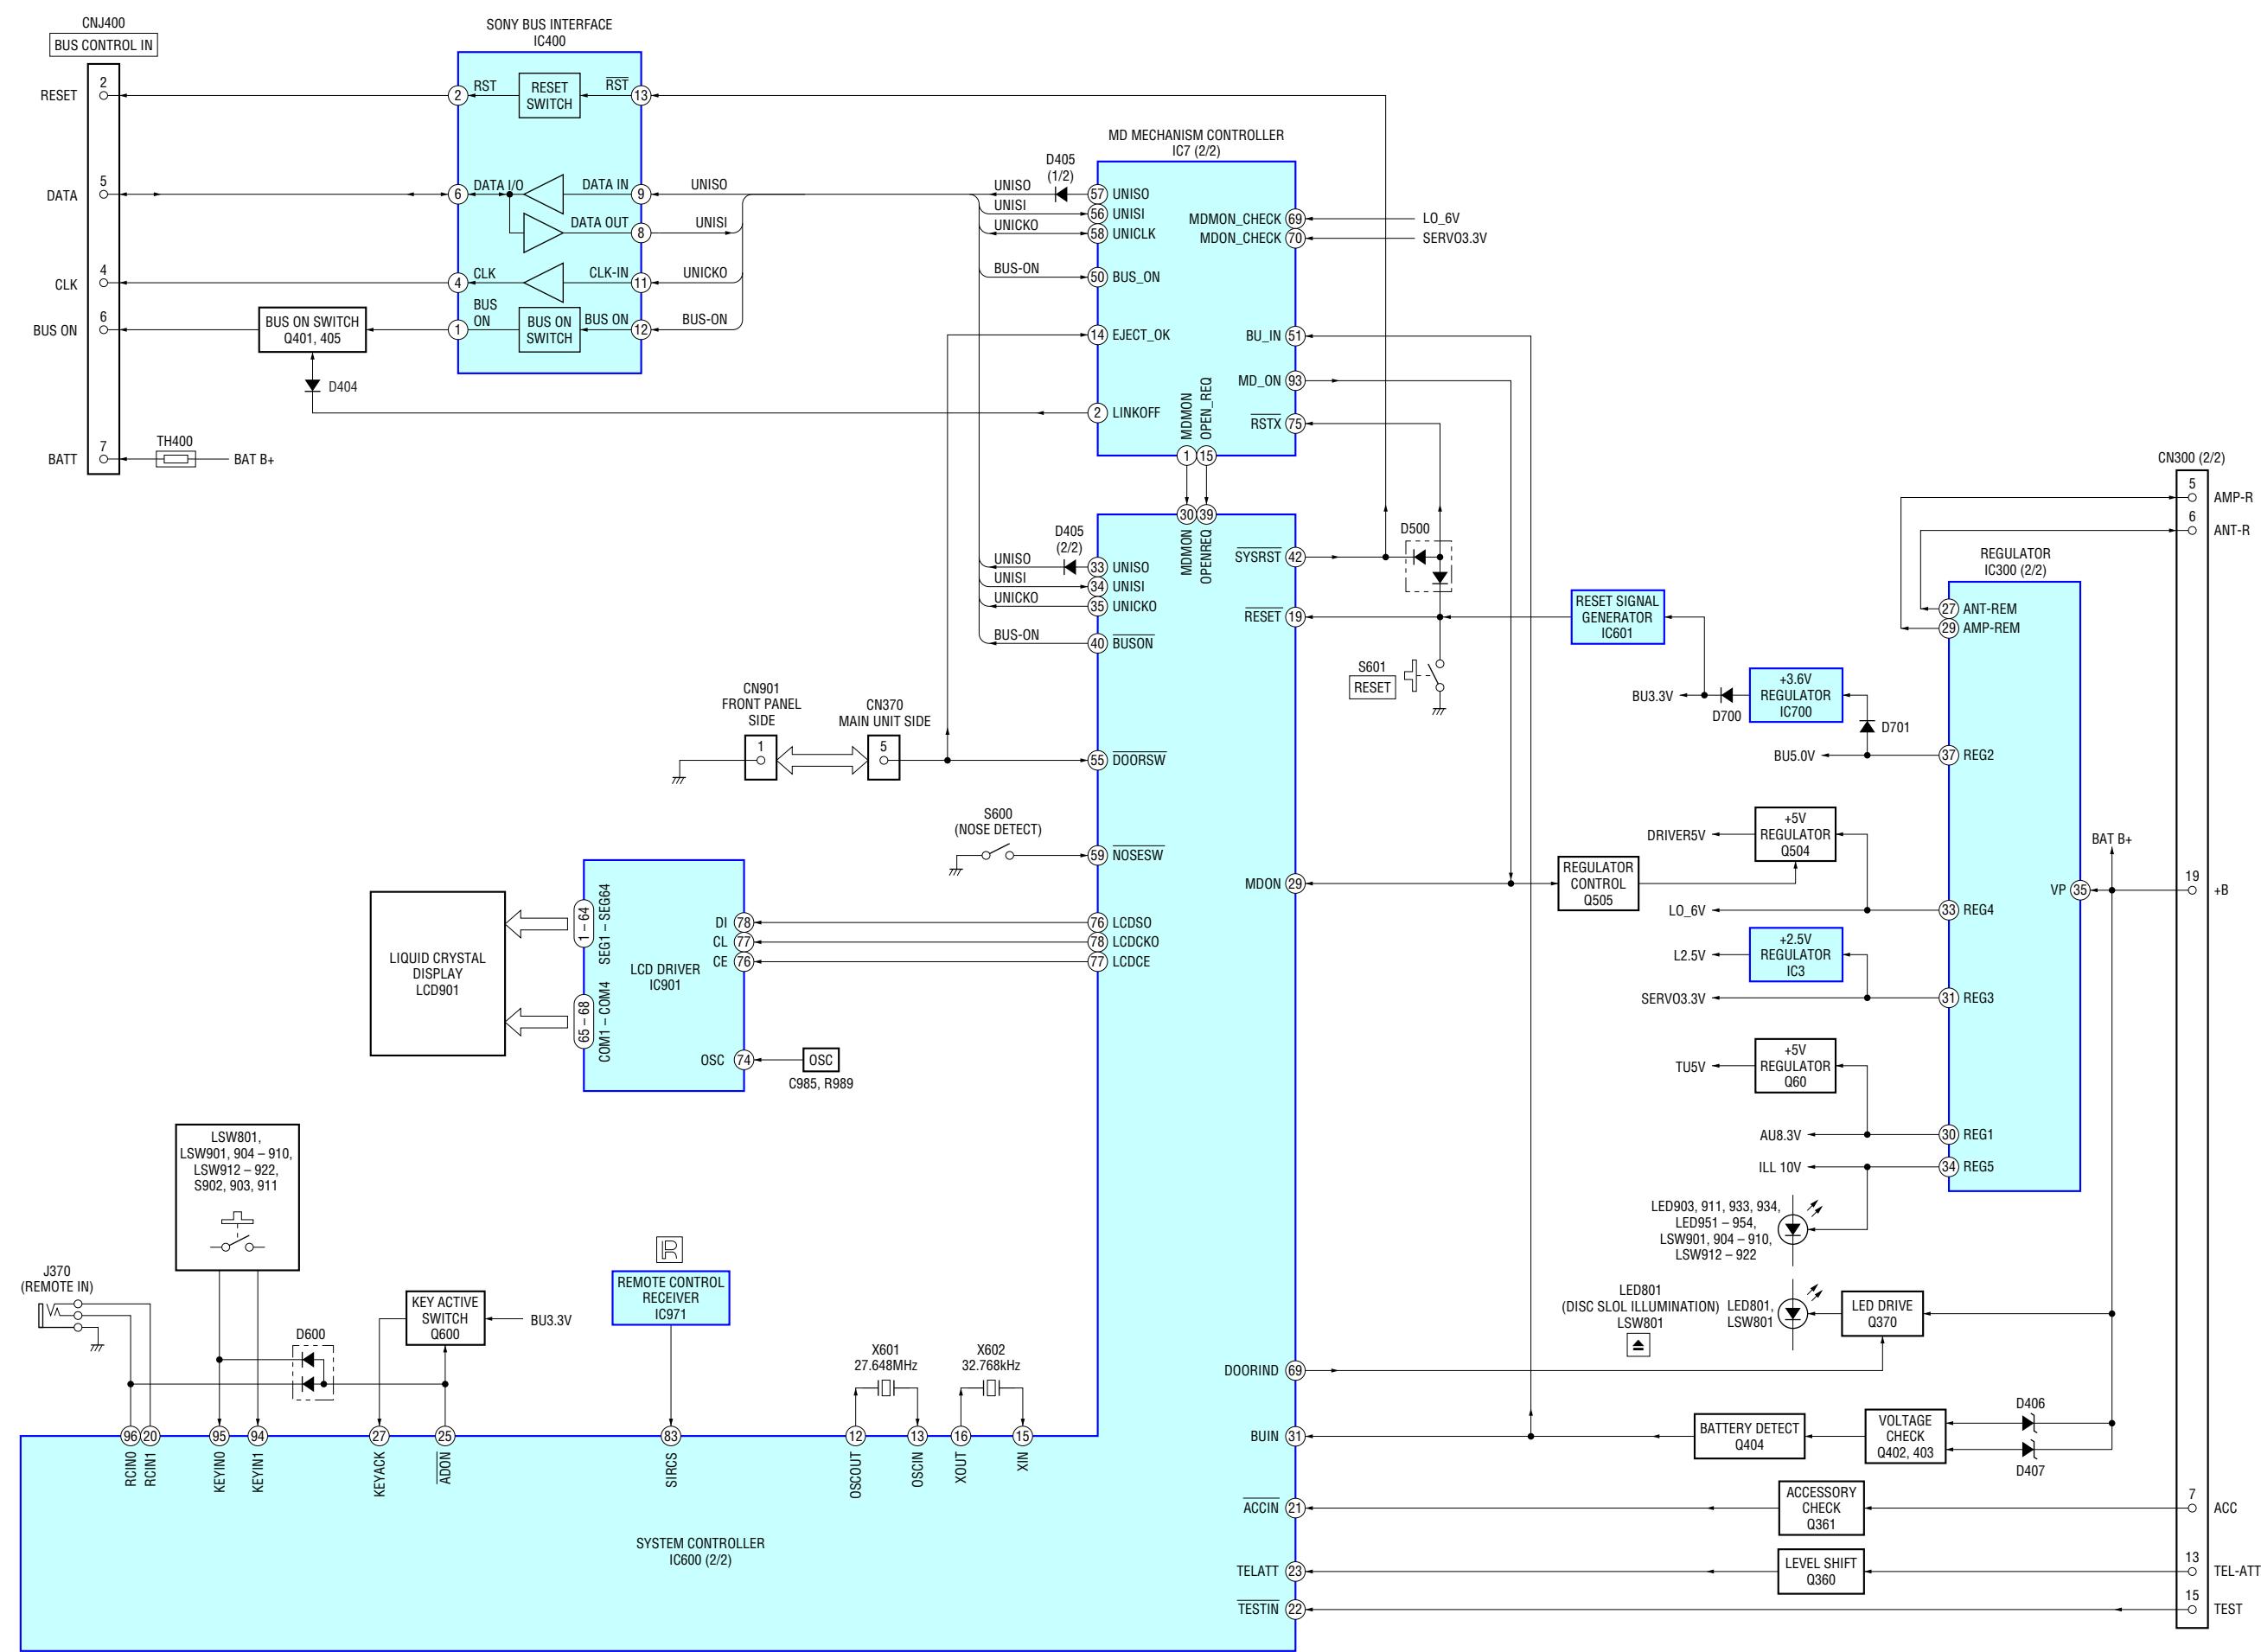 CNJ400
BUS CONTROL IN
RESET
2
DATA
5
CLK
4
BUS ON
6
BATT
7
TH400
BAT B+
BUS ON SWITCH
Q401, 405
D404
SONY BUS INTERFACE
IC400
2
RST
RESET
SWITCH
RST
13
6
DATA I/O
DATA IN
9
UNISO
DATA OUT
8
UNISI
4
CLK
CLK-IN
11
UNICKO
1
BUS
ON
BUS ON
SWITCH
BUS ON
12
BUS-ON
MD MECHANISM CONTROLLER
IC7 (2/2)
D405
(1/2)
UNISO
57
UNISO
UNISI
56
UNISI
UNICKO
58
UNICLK
BUS-ON
50
BUS_ON
14
EJECT_OK
2
LINKOFF
MDMON_CHECK
69
LO_6V
MDON_CHECK
70
SERVO3.3V
BU_IN
51
MD_ON
93
RSTX
75
MDMON
OPEN_REQ
1
15
30
39
MDMON
OPENREQ
D405
(2/2)
UNISO
33
UNISO
UNISI
34
UNISI
UNICKO
35
UNICKO
BUS-ON
40
BUSON
SYSRST
42
D500
RESET
19
S601
RESET
RESET SIGNAL
GENERATOR
IC601
BU3.3V
D700
+3.6V
REGULATOR
IC700
D701
BU5.0V
CN901
FRONT PANEL
SIDE
1
CN370
MAIN UNIT SIDE
5
55
DOORSW
S600
(NOSE DETECT)
59
NOSESW
MDON
29
REGULATOR
CONTROL
Q505
DRIVER5V
+5V
REGULATOR
Q504
LO_6V
L2.5V
+2.5V
REGULATOR
IC3
SERVO3.3V
TU5V
+5V
REGULATOR
Q60
AU8.3V
ILL 10V
REGULATOR
IC300 (2/2)
27
ANT-REM
29
AMP-REM
37
REG2
33
REG4
31
REG3
30
REG1
34
REG5
VP
35
BAT B+
CN300 (2/2)
5
AMP-R
6
ANT-R
19
+B
7
ACC
13
TEL-ATT
15
TEST
LIQUID CRYSTAL
DISPLAY
LCD901
1 – 64
SEG1 – SEG64
65 – 68
COM1 – COM4
LCD DRIVER
IC901
DI
78
CL
77
CE
76
OSC
74
OSC
C985, R989
76
LCDSO
78
LCDCKO
77
LCDCE
LED903, 911, 933, 934,
LED951 – 954,
LSW901, 904 – 910,
LSW912 – 922
LED801
(DISC SLOL ILLUMINATION)
LSW801
LED801,
LSW801
LED DRIVE
Q370
DOORIND
69
BUIN
31
BATTERY DETECT
Q404
VOLTAGE
CHECK
Q402, 403
D406
D407
ACCIN
21
ACCESSORY
CHECK
Q361
TELATT
23
LEVEL SHIFT
Q360
TESTIN
22
LSW801,
LSW901, 904 – 910,
LSW912 – 922,
S902, 903, 911
J370
(REMOTE IN)
D600
KEY ACTIVE
SWITCH
Q600
BU3.3V
R
REMOTE CONTROL
RECEIVER
IC971
X601
27.648MHz
X602
32.768kHz
96
20
95
94
27
25
83
12
13
16
15
RCIN0
RCIN1
KEYIN0
KEYIN1
KEYACK
ADON
SIRCS
OSCOUT
OSCIN
XOUT
XIN
SYSTEM CONTROLLER
IC600 (2/2)